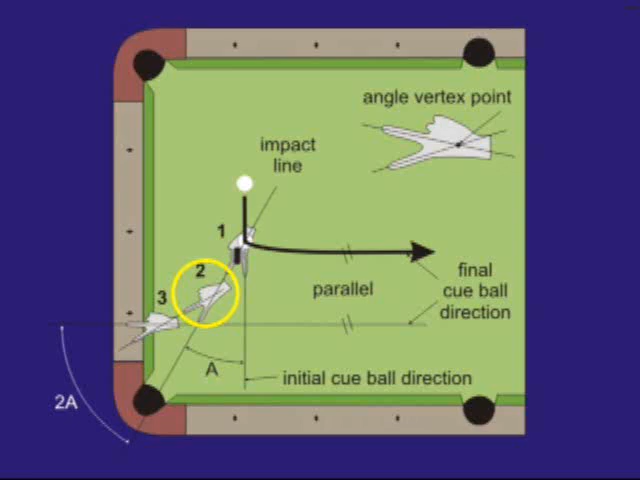 angle vertex point
impact
line
1
2
3
parallel
final
cue ball
direction
A
initial cue ball direction
2A